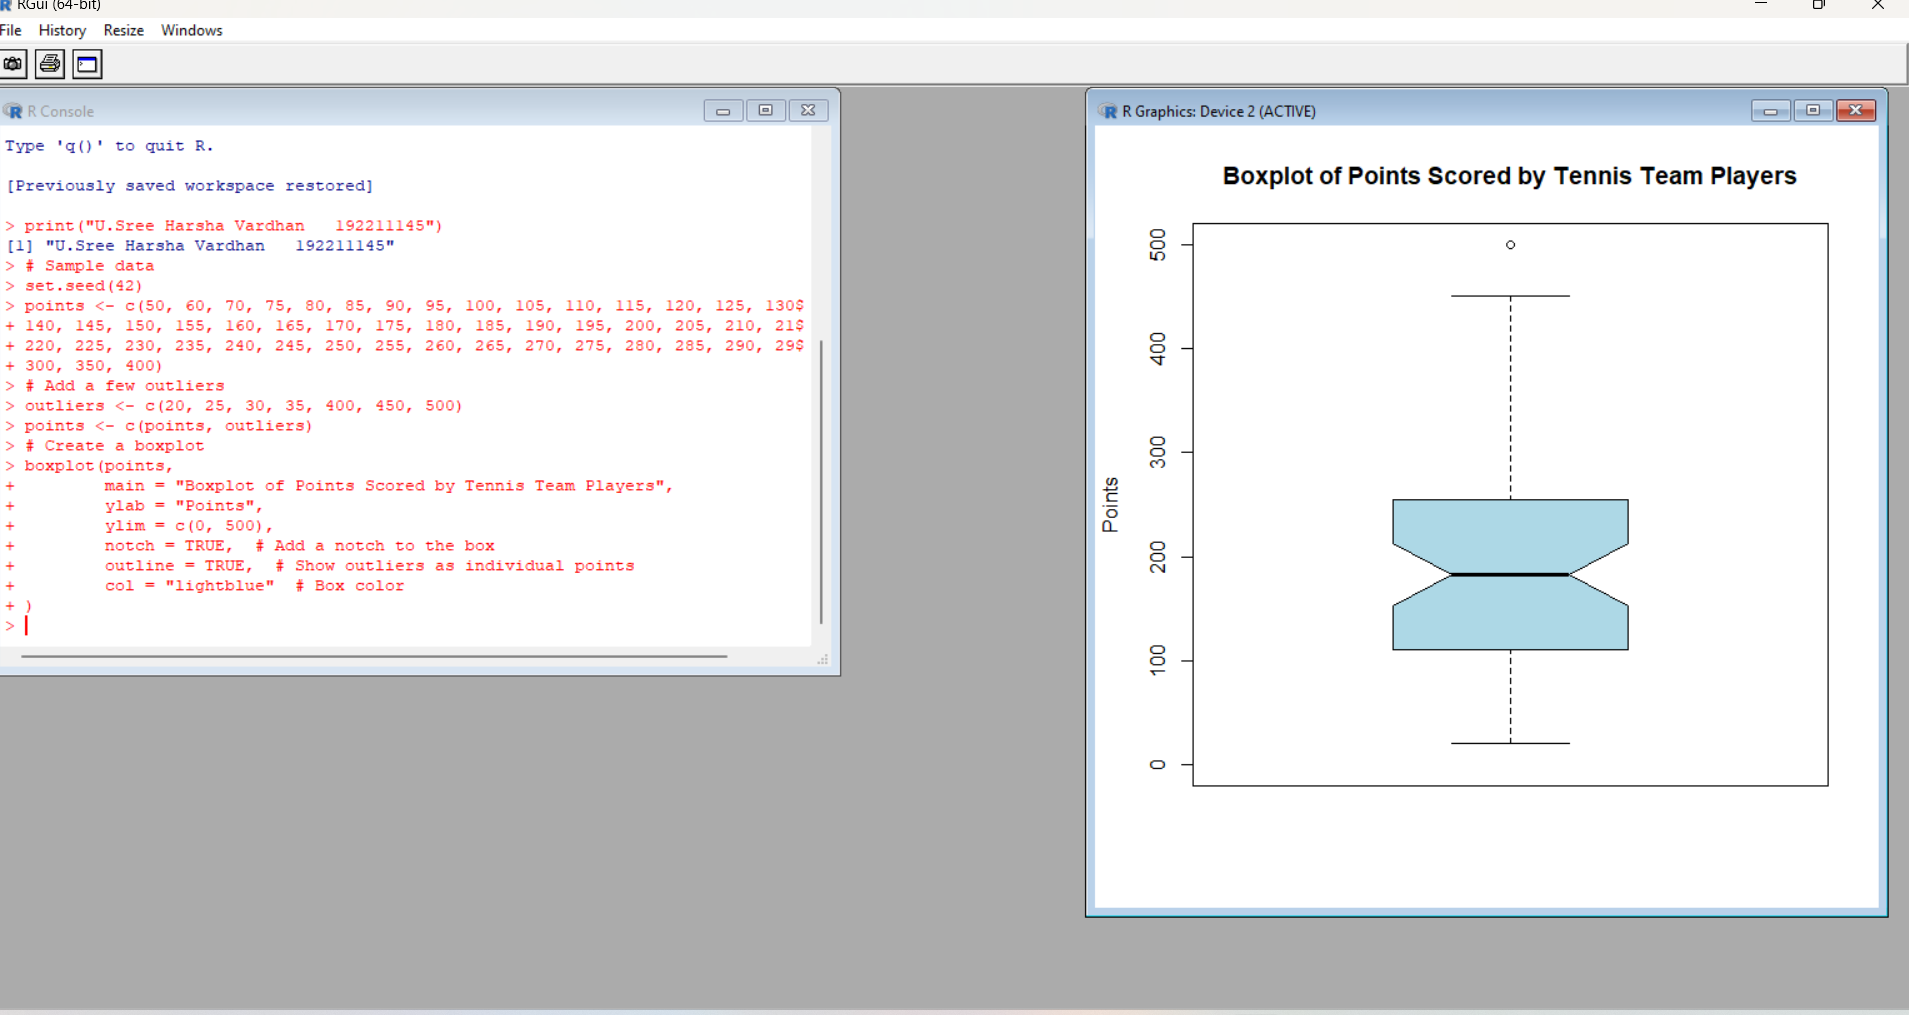 RGui (64-bit)
File History Resize Windows
R Console
Type 'q()' to quit R.
[Previously saved workspace restored]
> print("U.Sree Harsha Vardhan   192211145")
[1] "U.Sree Harsha Vardhan   192211145"
> # Sample data
> set.seed(42)
> points <- c(50, 60, 70, 75, 80, 85, 90, 95, 100, 105, 110, 115, 120, 125, 130$
+ 140, 145, 150, 155, 160, 165, 170, 175, 180, 185, 190, 195, 200, 205, 210, 21$
+ 220, 225, 230, 235, 240, 245, 250, 255, 260, 265, 270, 275, 280, 285, 290, 29$
+ 300, 350, 400)
> # Add a few outliers
> outliers <- c(20, 25, 30, 35, 400, 450, 500)
> points <- c(points, outliers)
> # Create a boxplot
> boxplot(points,
+         main = "Boxplot of Points Scored by Tennis Team Players",
+         ylab = "Points",
+         ylim = c(0, 500),
+         notch = TRUE,  # Add a notch to the box
+         outline = TRUE,  # Show outliers as individual points
+         col = "lightblue"  # Box color
+ )
>
R Graphics: Device 2 (ACTIVE)
Boxplot of Points Scored by Tennis Team Players
500
400
300
200
100
0
Points